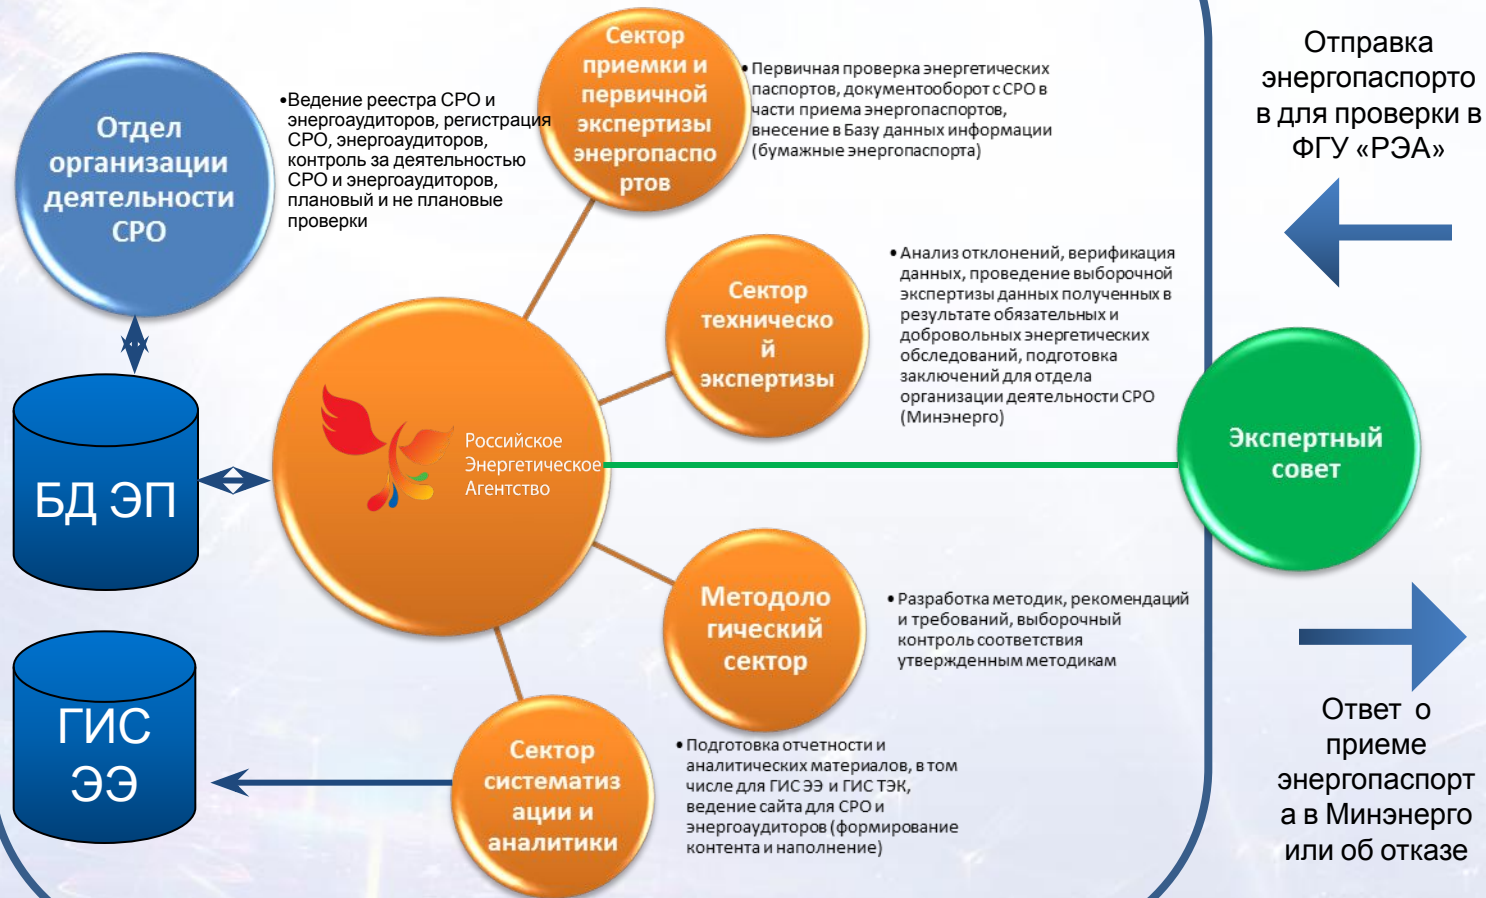 Отдел
организации
деятельности
СРО
•Ведение реестра СРО и
энергоаудиторов, регистрация
СРО, энергоаудиторов,
контроль за деятельностью
СРО и энергоаудиторов,
плановый и не плановые
проверки
Сектор
приемки и
первичной
экспертизы
энергопаспо
ртов
•Первичная проверка энергетических
паспортов, документооборот с СРО в
части приема энергопаспортов,
внесение в Базу данных информации
(бумажные энергопаспорта)
Отправка
энергопаспорто
в для проверки в
ФГУ «РЭА»
Сектор
техническо
й
экспертизы
•Анализ отклонений, верификация
данных, проведение выборочной
экспертизы данных полученных в
результате обязательных и
добровольных энергетических
обследований, подготовка
заключений для отдела
организации деятельности СРО
(Минэнерго)
БД ЭП
Российское
Энергетическое
Агентство
Экспертный
совет
Методоло
гический
сектор
•Разработка методик, рекомендаций
и требований, выборочный
контроль соответствия
утвержденным методикам
ГИС
ЭЭ
Сектор
систематиз
ации и
аналитики
•Подготовка отчетности и
аналитических материалов, в том
числе для ГИС ЭЭ и ГИС ТЭК,
ведение сайта для СРО и
энергоаудиторов (формирование
контента и наполнение)
Ответ о
приеме
энергопаспорт
а в Минэнерго
или об отказе